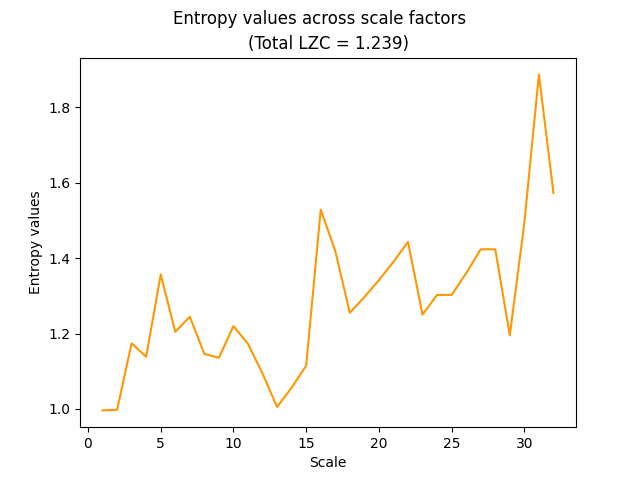 Entropy values across scale factors
(Total LZC = 1.239)
Entropy values
1.8
1.6
1.4
1.2
1.0
0 5 10 15 20 25 30
Scale